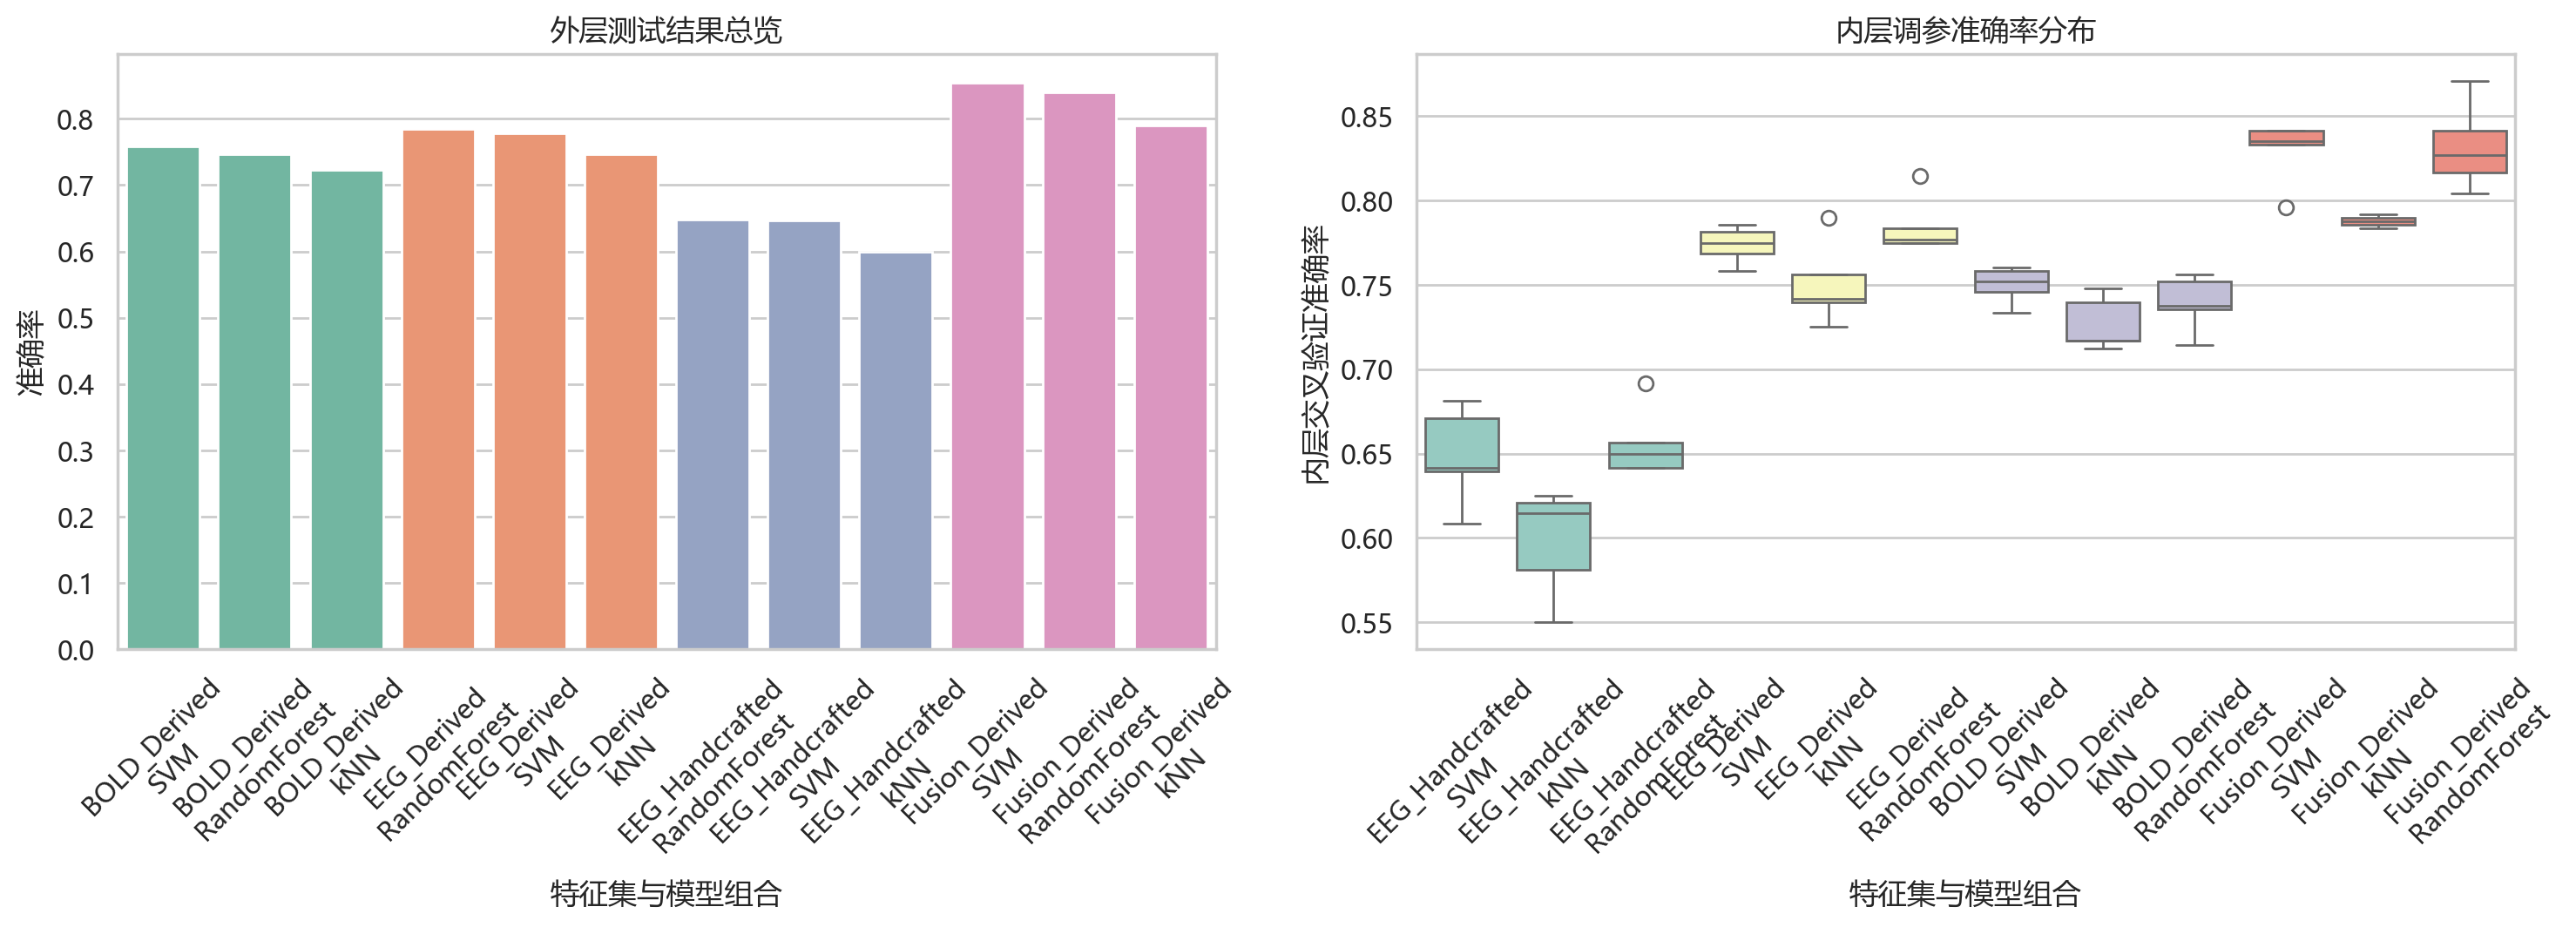 外层测试结果总览
准确率
0.8
0.7
0.6
0.5
0.4
0.3
0.2
0.1
0.0
BOLD_Derived
SVM
BOLD_Derived
RandomForest
BOLD_Derived
kNN
EEG_Derived
RandomForest
EEG_Derived
SVM
EEG_Derived
kNN
EEG_Handcrafted
RandomForest
EEG_Handcrafted
SVM
EEG_Handcrafted
kNN
Fusion_Derived
SVM
Fusion_Derived
RandomForest
Fusion_Derived
kNN
特征集与模型组合
内层调参准确率分布
内层交叉验证准确率
0.85
0.80
0.75
0.70
0.65
0.60
0.55
EEG_Handcrafted
SVM
EEG_Handcrafted
kNN
EEG_Handcrafted
RandomForest
EEG_Derived
SVM
EEG_Derived
kNN
EEG_Derived
RandomForest
BOLD_Derived
SVM
BOLD_Derived
kNN
BOLD_Derived
RandomForest
Fusion_Derived
SVM
Fusion_Derived
kNN
Fusion_Derived
RandomForest
特征集与模型组合